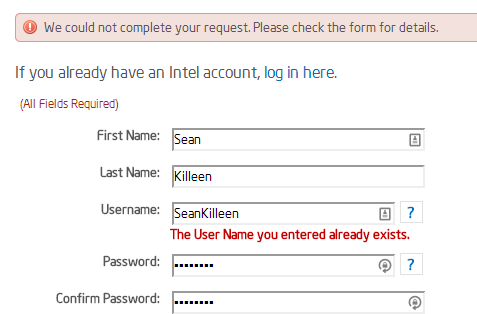 We could not complete your request. Please check the form for details.
If you already have an Intel account, log in here.
(All Fields Required)
First Name: Sean
Last Name: Killeen
Username: SeanKilleen ?
The User Name you entered already exists.
Password: •••••••• ?
Confirm Password: ••••••••